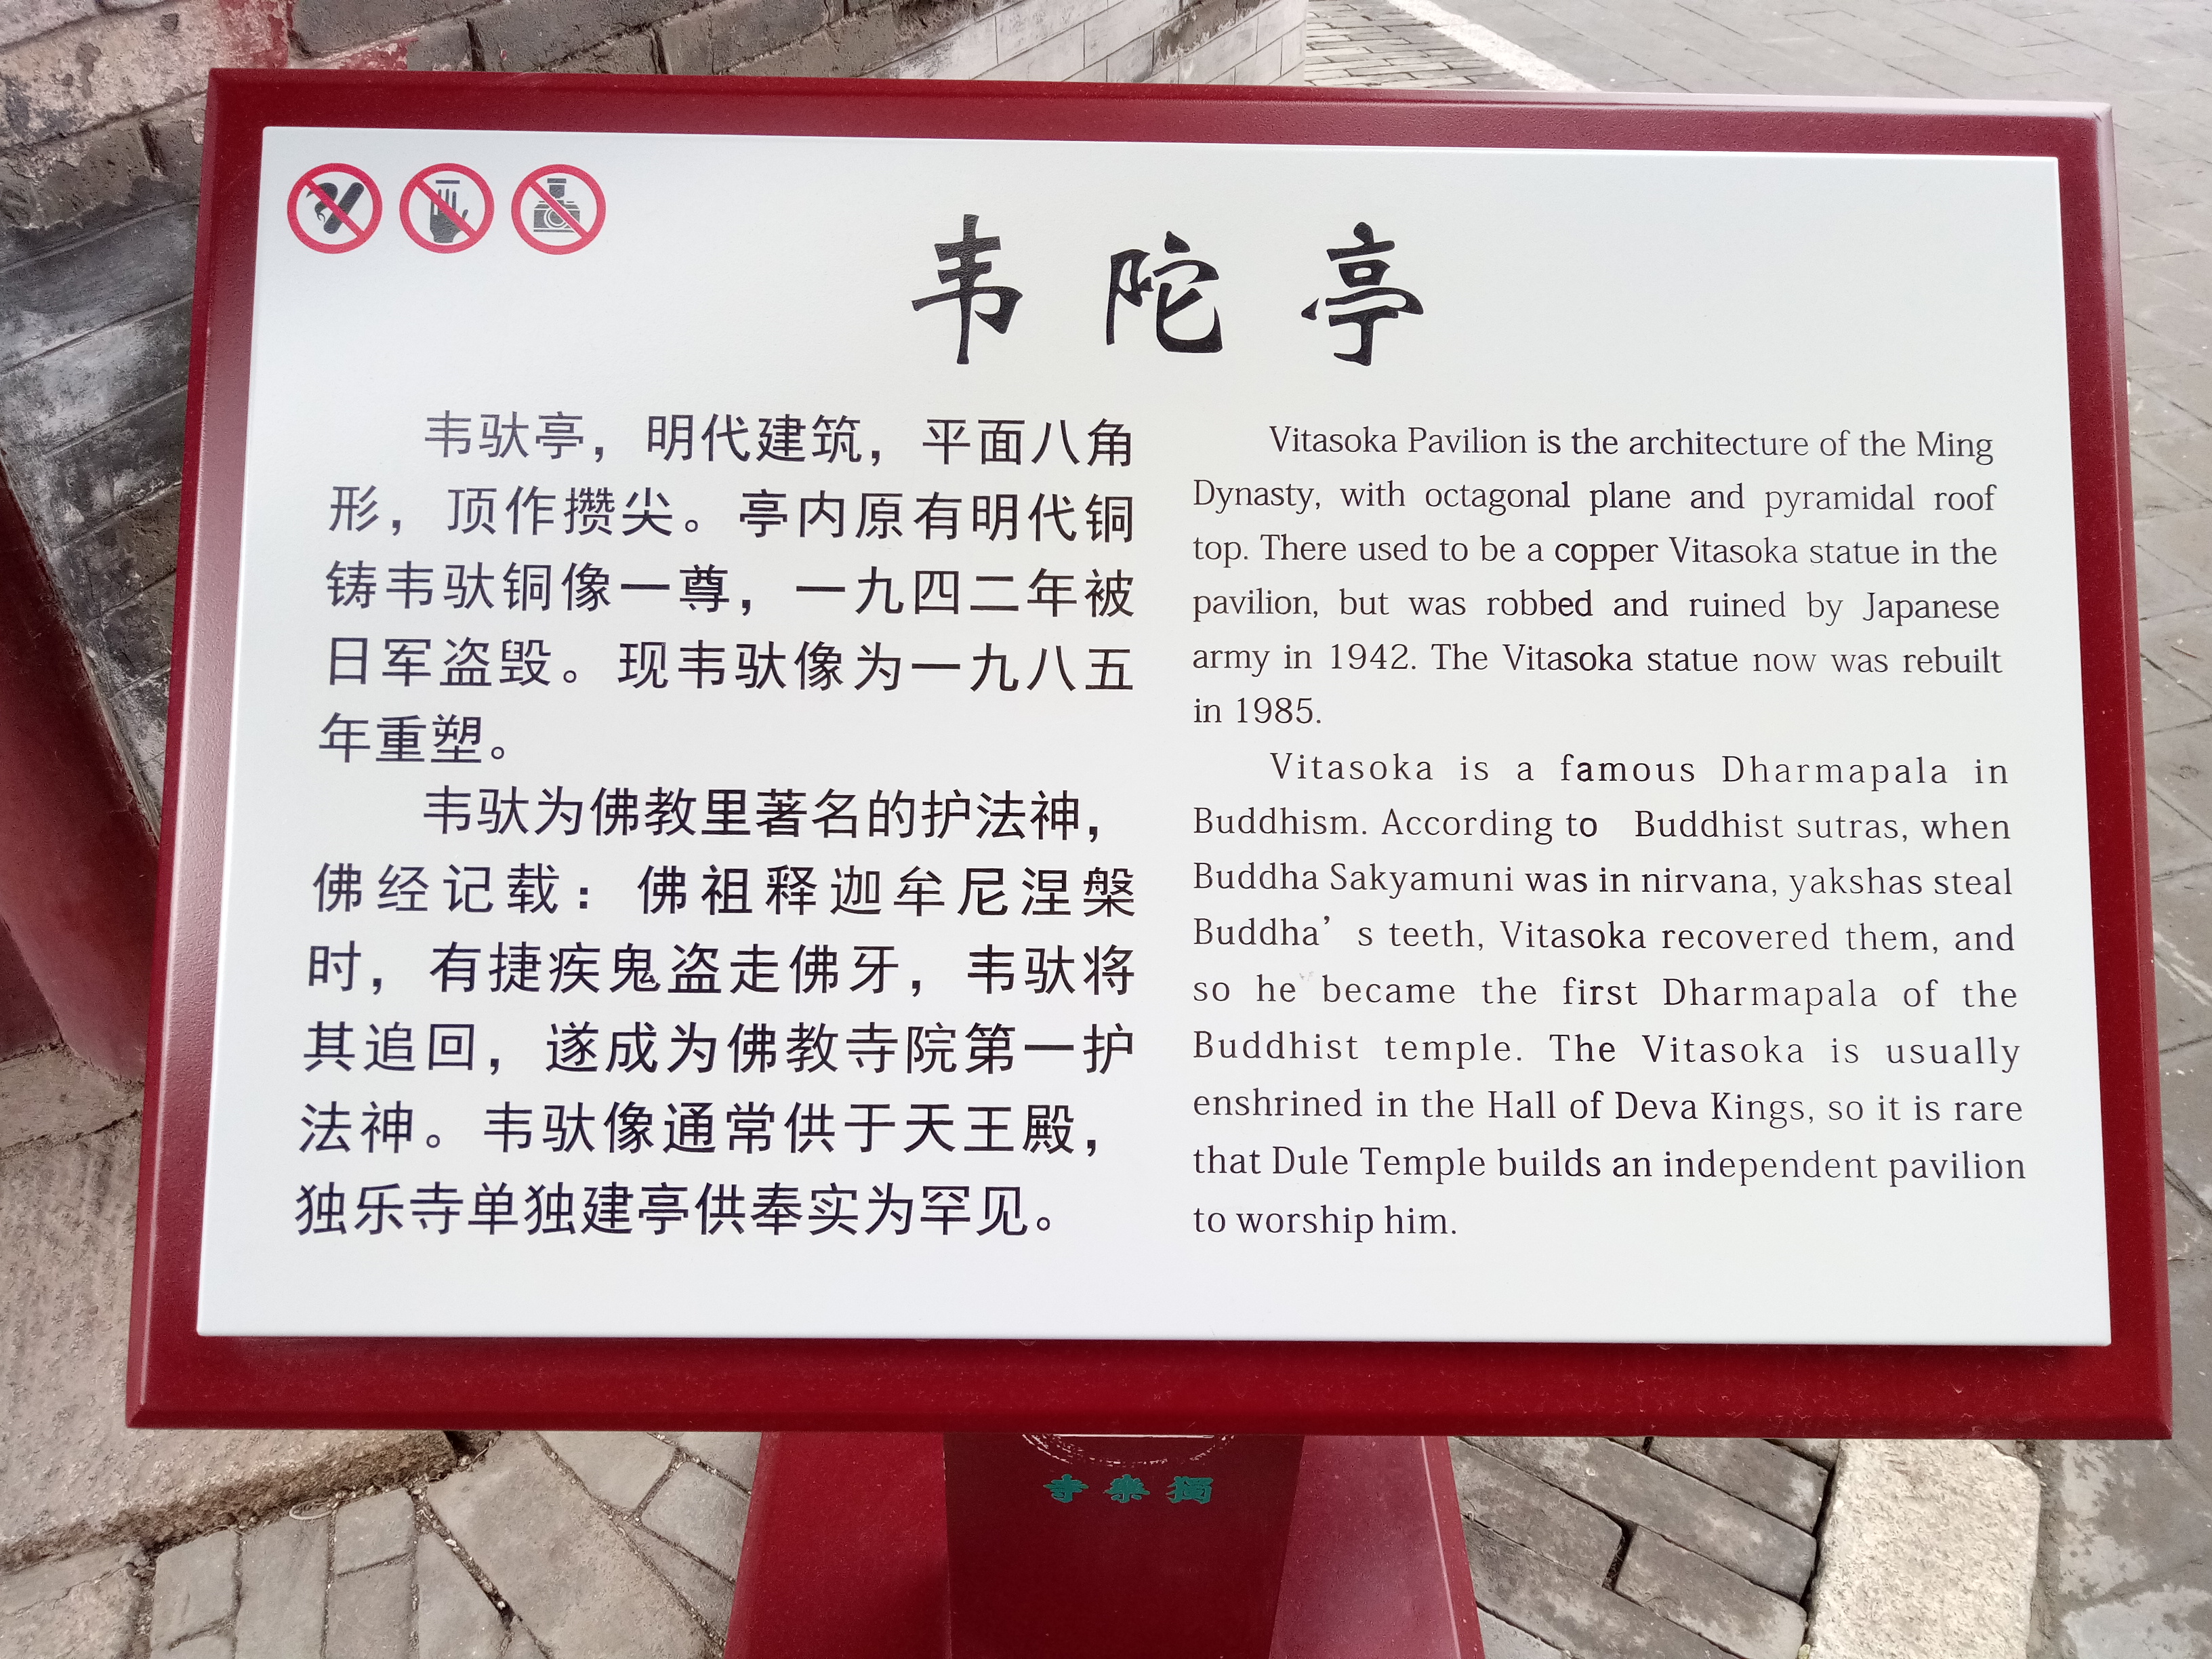 韦陀亭
韦驮亭，明代建筑，平面八角
形，顶作攒尖。亭内原有明代铜
铸韦驮铜像一尊，一九四二年被
日军盗毁。现韦驮像为一九八五
年重塑。
韦驮为佛教里著名的护法神，
佛经记载：佛祖释迦牟尼涅槃
时，有捷疾鬼盗走佛牙，韦驮将
其追回，遂成为佛教寺院第一护
法神。韦驮像通常供于天王殿，
独乐寺单独建亭供奉实为罕见。
Vitasoka Pavilion is the architecture of the Ming
Dynasty, with octagonal plane and pyramidal roof
top. There used to be a copper Vitasoka statue in the
pavilion, but was robbed and ruined by Japanese
army in 1942. The Vitasoka statue now was rebuilt
in 1985.
Vitasoka is a famous Dharmapala in
Buddhism. According to Buddhist sutras, when
Buddha Sakyamuni was in nirvana, yakshas steal
Buddha’s teeth, Vitasoka recovered them, and
so he became the first Dharmapala of the
Buddhist temple. The Vitasoka is usually
enshrined in the Hall of Deva Kings, so it is rare
that Dule Temple builds an independent pavilion
to worship him.
寺樂獨